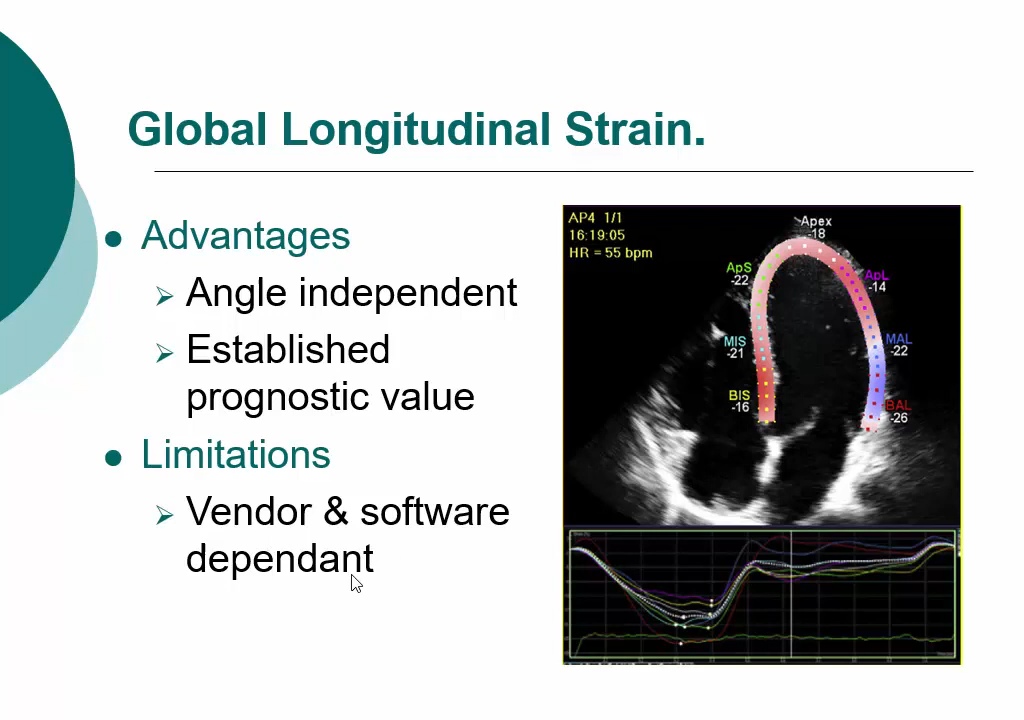 Global Longitudinal Strain.
Advantages
Angle independent
Established
prognostic value
Limitations
Vendor & software
dependant
AP4 1/1
16:19:05
HR = 55 bpm
Apex
-18
ApS
-22
ApL
-14
MIS
-21
MAL
-22
BIS
-16
BAL
-26